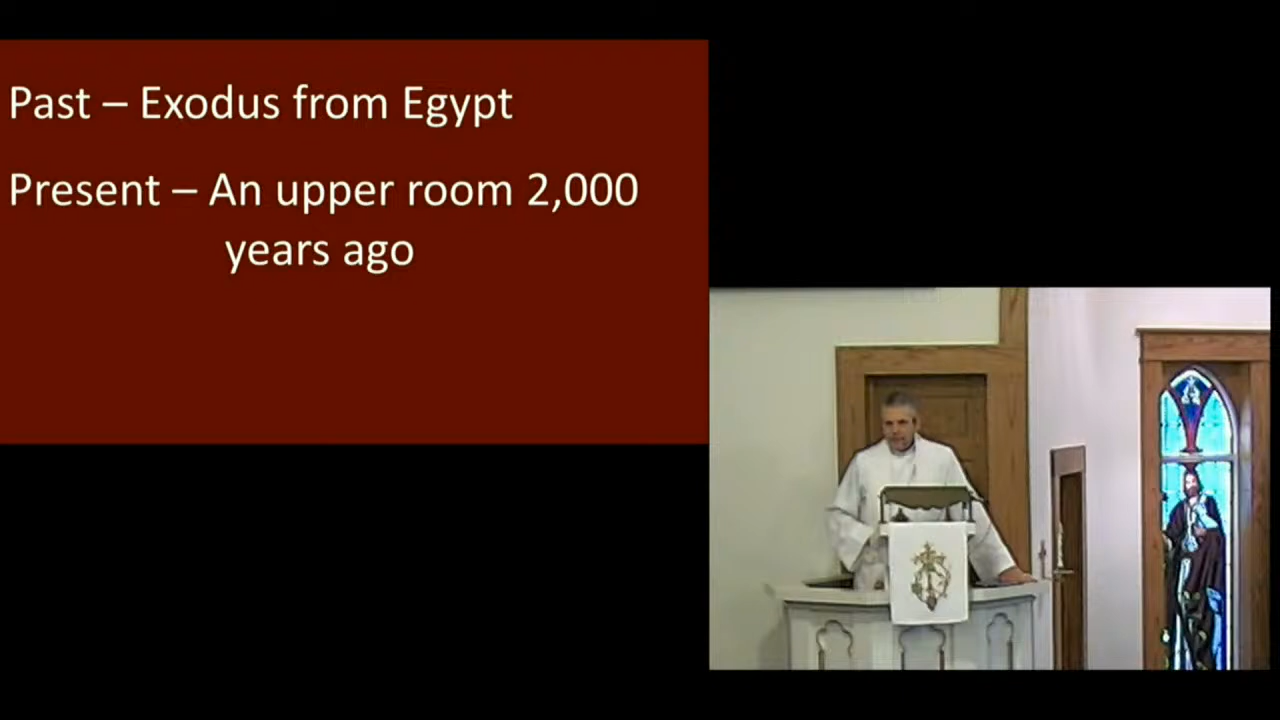 Past – Exodus from Egypt
Present – An upper room 2,000
years ago